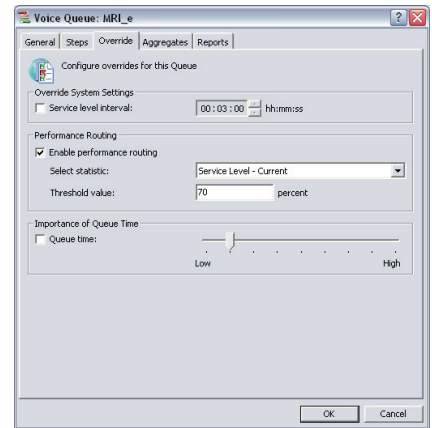 Voice Queue: MRI_e
General Steps Override Aggregates Reports
Configure overrides for this Queue
Override System Settings
Service level interval: 00 : 03 : 00 hh:mm:ss
Performance Routing
Enable performance routing
Select statistic: Service Level - Current
Threshold value: 70 percent
Importance of Queue Time
Queue time:
Low High
OK Cancel